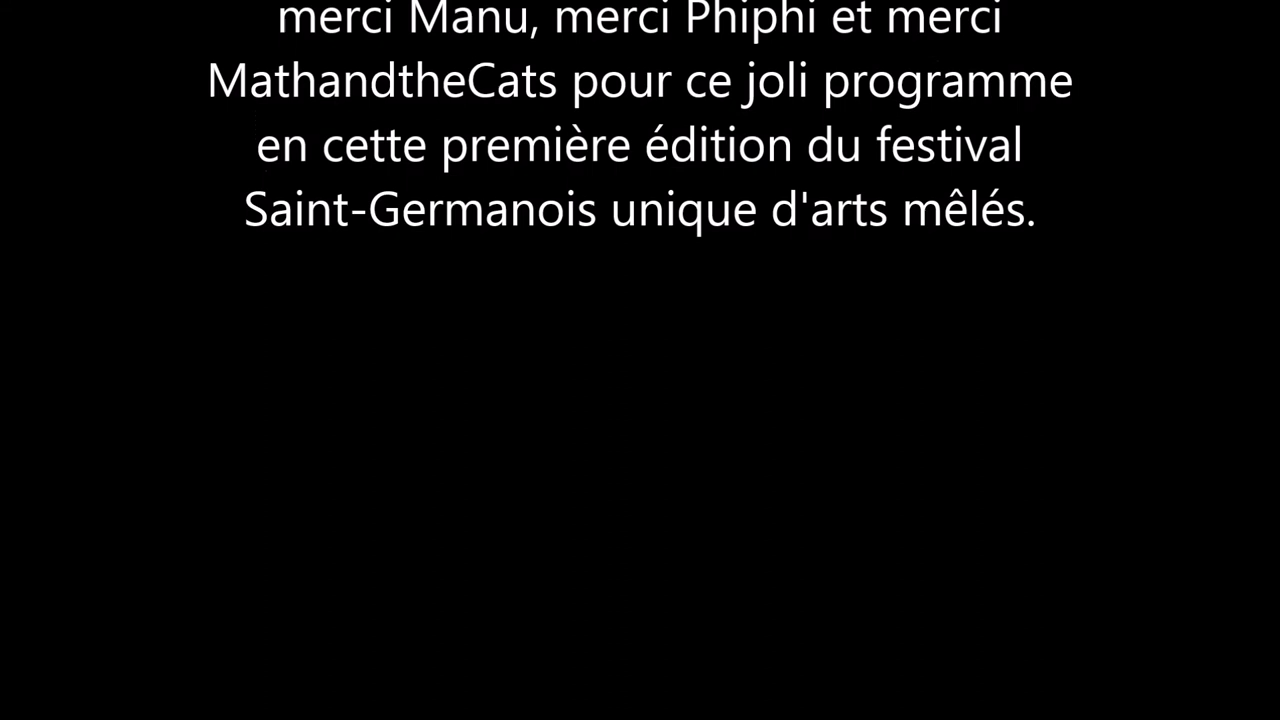 merci Manu, merci Phiphi et merci
MathandtheCats pour ce joli programme
en cette première édition du festival
Saint-Germanois unique d'arts mêlés.